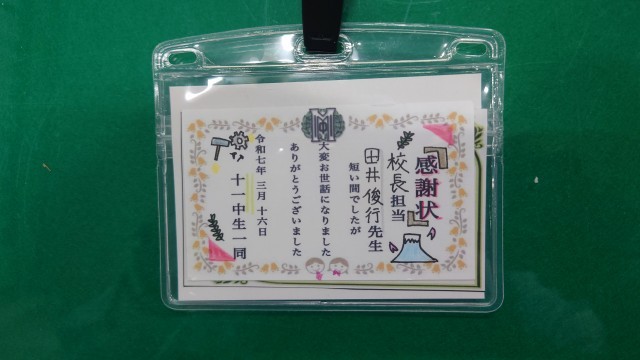 感謝状
校長担当
田井俊行先生
短い間でしたが
大変お世話になりました
ありがとうございました
令和七年 三月 十六日
十一中生一同